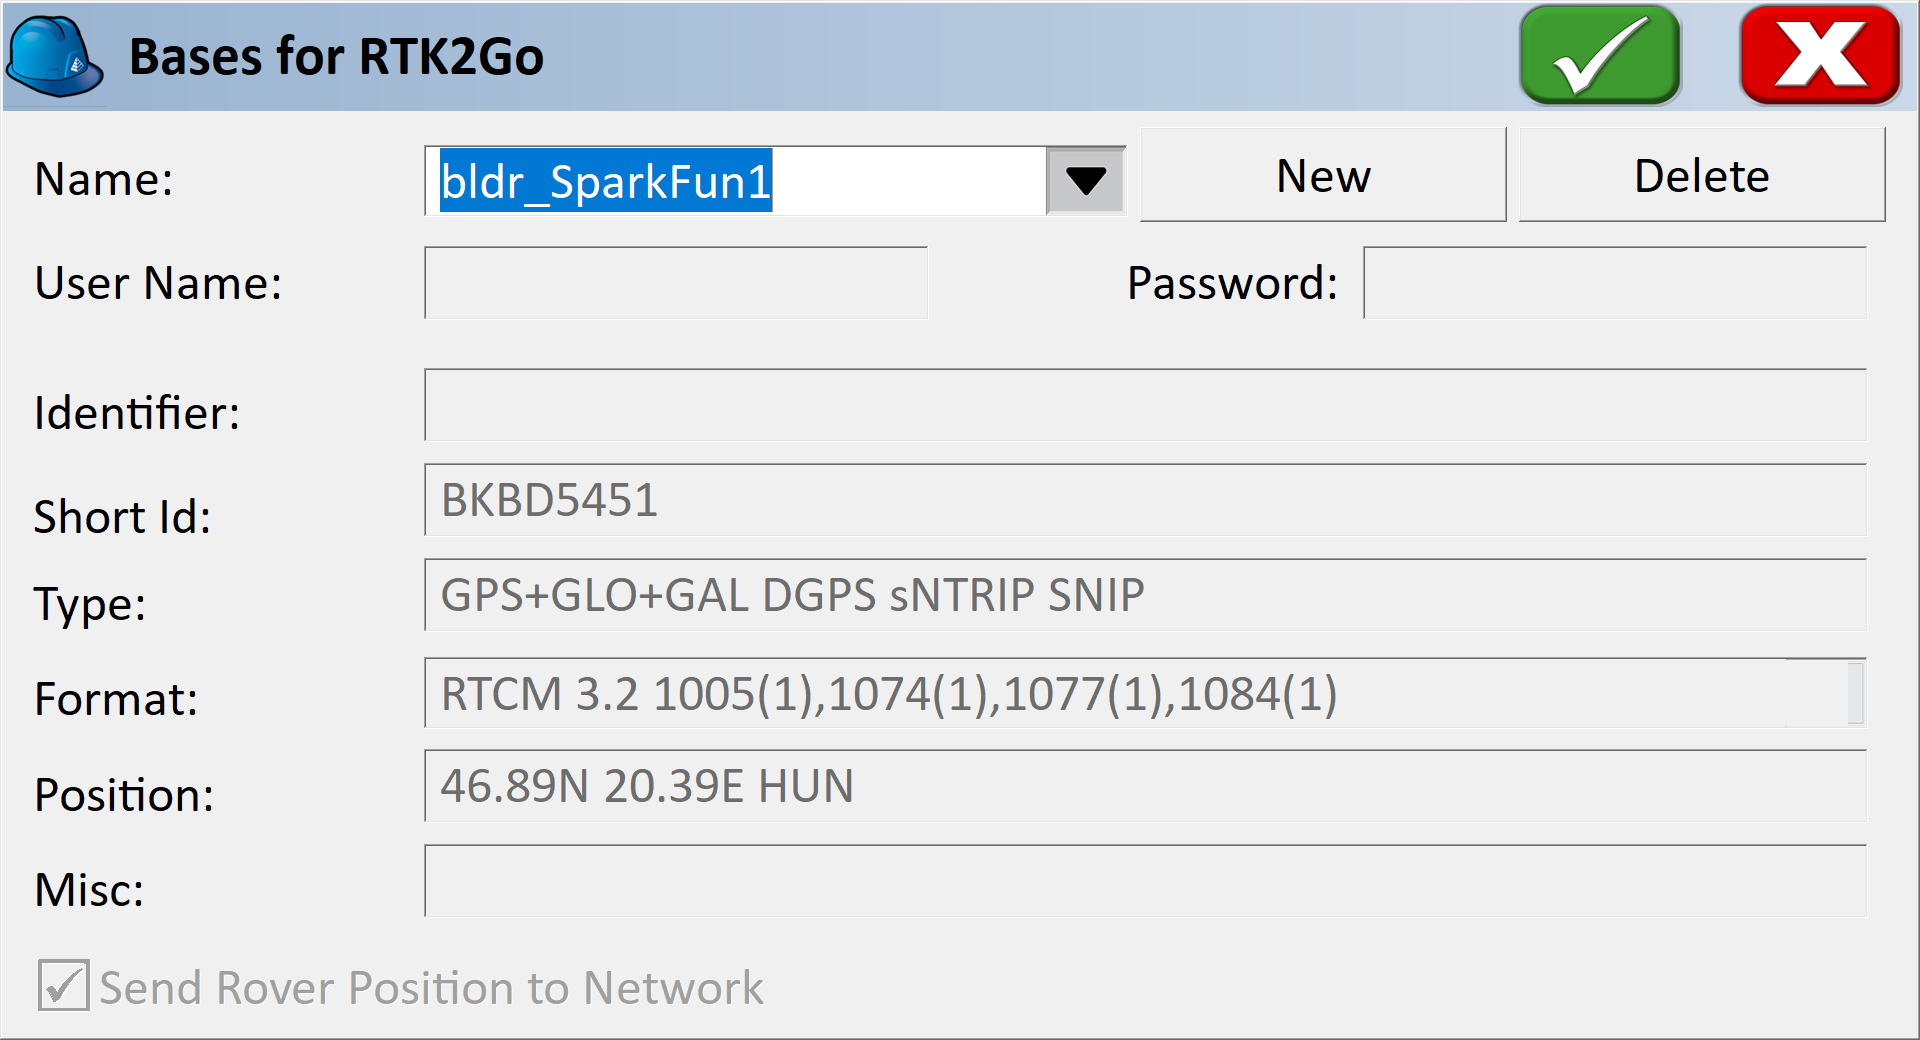 Bases for RTK2Go
Name: bldr_SparkFun1 New Delete
User Name: Password:
Identifier:
Short Id: BKBD5451
Type: GPS+GLO+GAL DGPS sNTRIP SNIP
Format: RTCM 3.2 1005(1),1074(1),1077(1),1084(1)
Position: 46.89N 20.39E HUN
Misc:
Send Rover Position to Network